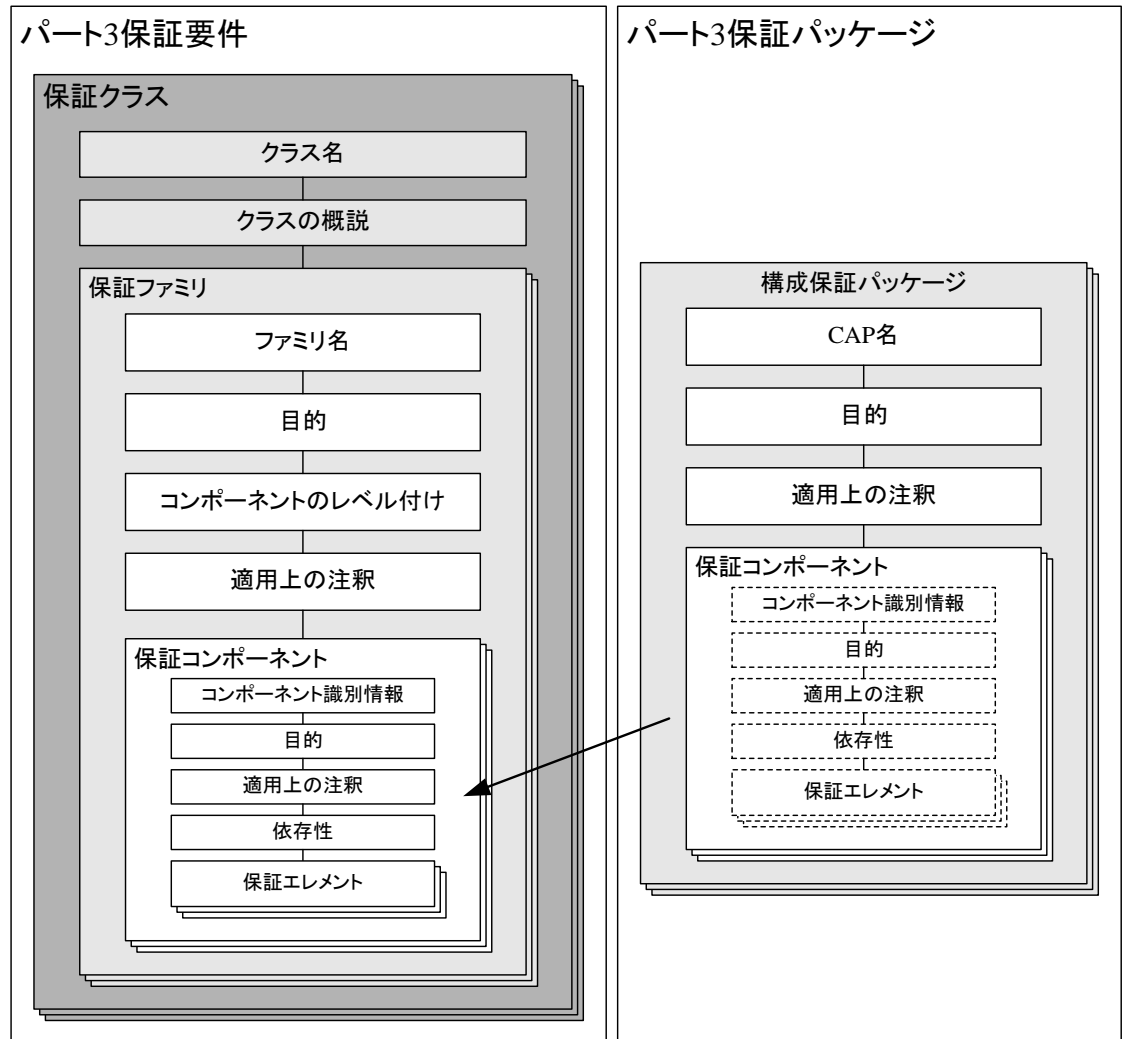 パート3保証要件
保証クラス
クラス名
クラスの概説
保証ファミリ
ファミリ名
目的
コンポーネントのレベル付け
適用上の注釈
保証コンポーネント
コンポーネント識別情報
目的
適用上の注釈
依存性
保証エレメント
パート3保証パッケージ
構成保証パッケージ
CAP名
目的
適用上の注釈
保証コンポーネント
コンポーネント識別情報
目的
適用上の注釈
依存性
保証エレメント